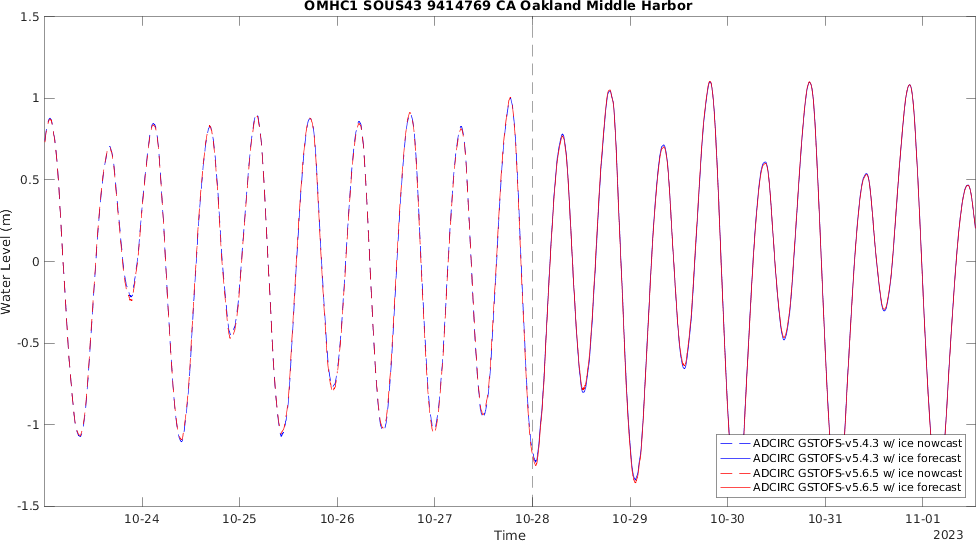 OMHC1 SOUS43 9414769 CA Oakland Middle Harbor
1.5
1
0.5
0
-0.5
-1
-1.5
Water Level (m)
ADCIRC GSTOFS-v5.4.3 w/ ice nowcast
ADCIRC GSTOFS-v5.4.3 w/ ice forecast
ADCIRC GSTOFS-v5.6.5 w/ ice nowcast
ADCIRC GSTOFS-v5.6.5 w/ ice forecast
10-24 10-25 10-26 10-27 10-28 10-29 10-30 10-31 11-01
Time
2023